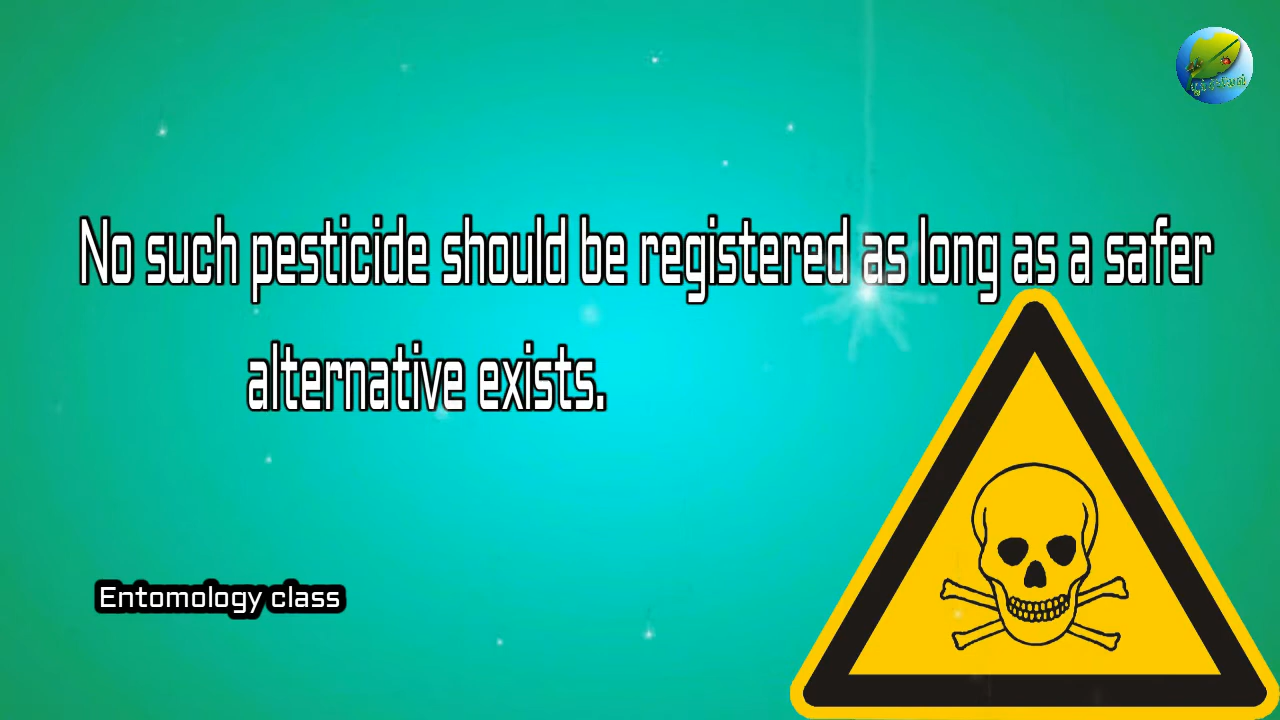 No such pesticide should be registered as long as a safer
alternative exists.
Entomology class